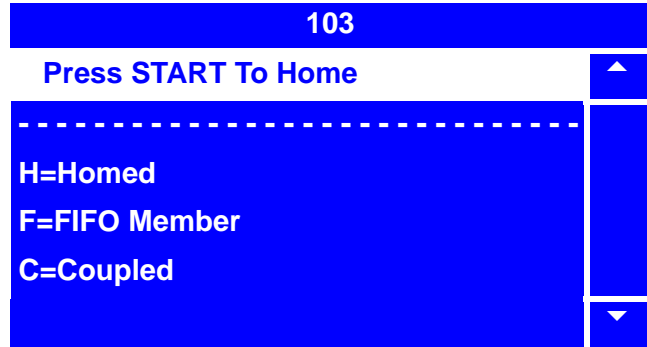 103
Press START To Home
- - - - - - - - - - - - - - - - - - - - - - - - - - - - - -
H=Homed
F=FIFO Member
C=Coupled